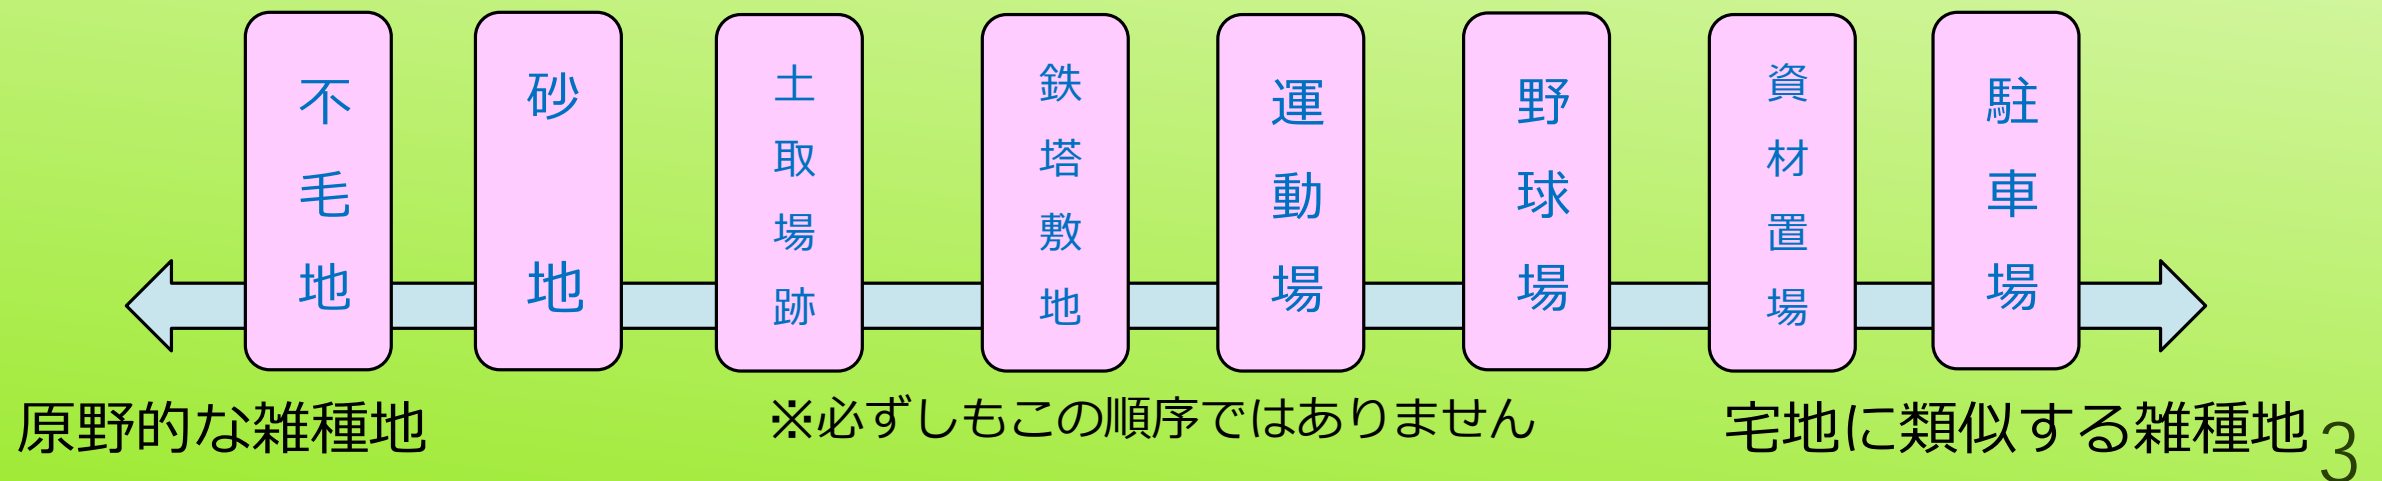 不毛地
砂地
土取場跡
鉄塔敷地
運動場
野球場
資材置場
駐車場
原野的な雑種地
※必ずしもこの順序ではありません
宅地に類似する雑種地
3